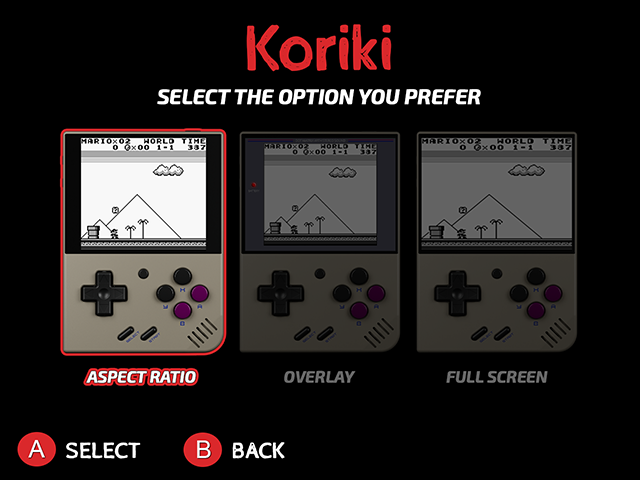 Koriki
SELECT THE OPTION YOU PREFER
MARIO×02 WORLD TIME
0 ×00 1-1 387
MARIO×02 WORLD TIME
0 ×00 1-1 387
MARIO×02 WORLD TIME
0 ×00 1-1 387
X
Y
A
B
X
Y
A
B
X
Y
A
B
ASPECT RATIO
OVERLAY
FULL SCREEN
A SELECT
B BACK